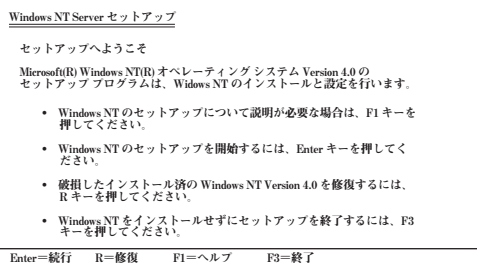 Windows NT Server セットアップ
セットアップへようこそ
Microsoft(R) Windows NT(R) オペレーティング システム Version 4.0 の
セットアップ プログラムは、Widows NT のインストールと設定を行います。
• Windows NT のセットアップについて説明が必要な場合は、F1 キーを
押してください。
• Windows NT のセットアップを開始するには、Enter キーを押してく
ださい。
• 破損したインストール済の Windows NT Version 4.0 を修復するには、
R キーを押してください。
• Windows NT をインストールせずにセットアップを終了するには、F3
キーを押してください。
Enter＝続行 R＝修復 F1＝ヘルプ F3＝終了